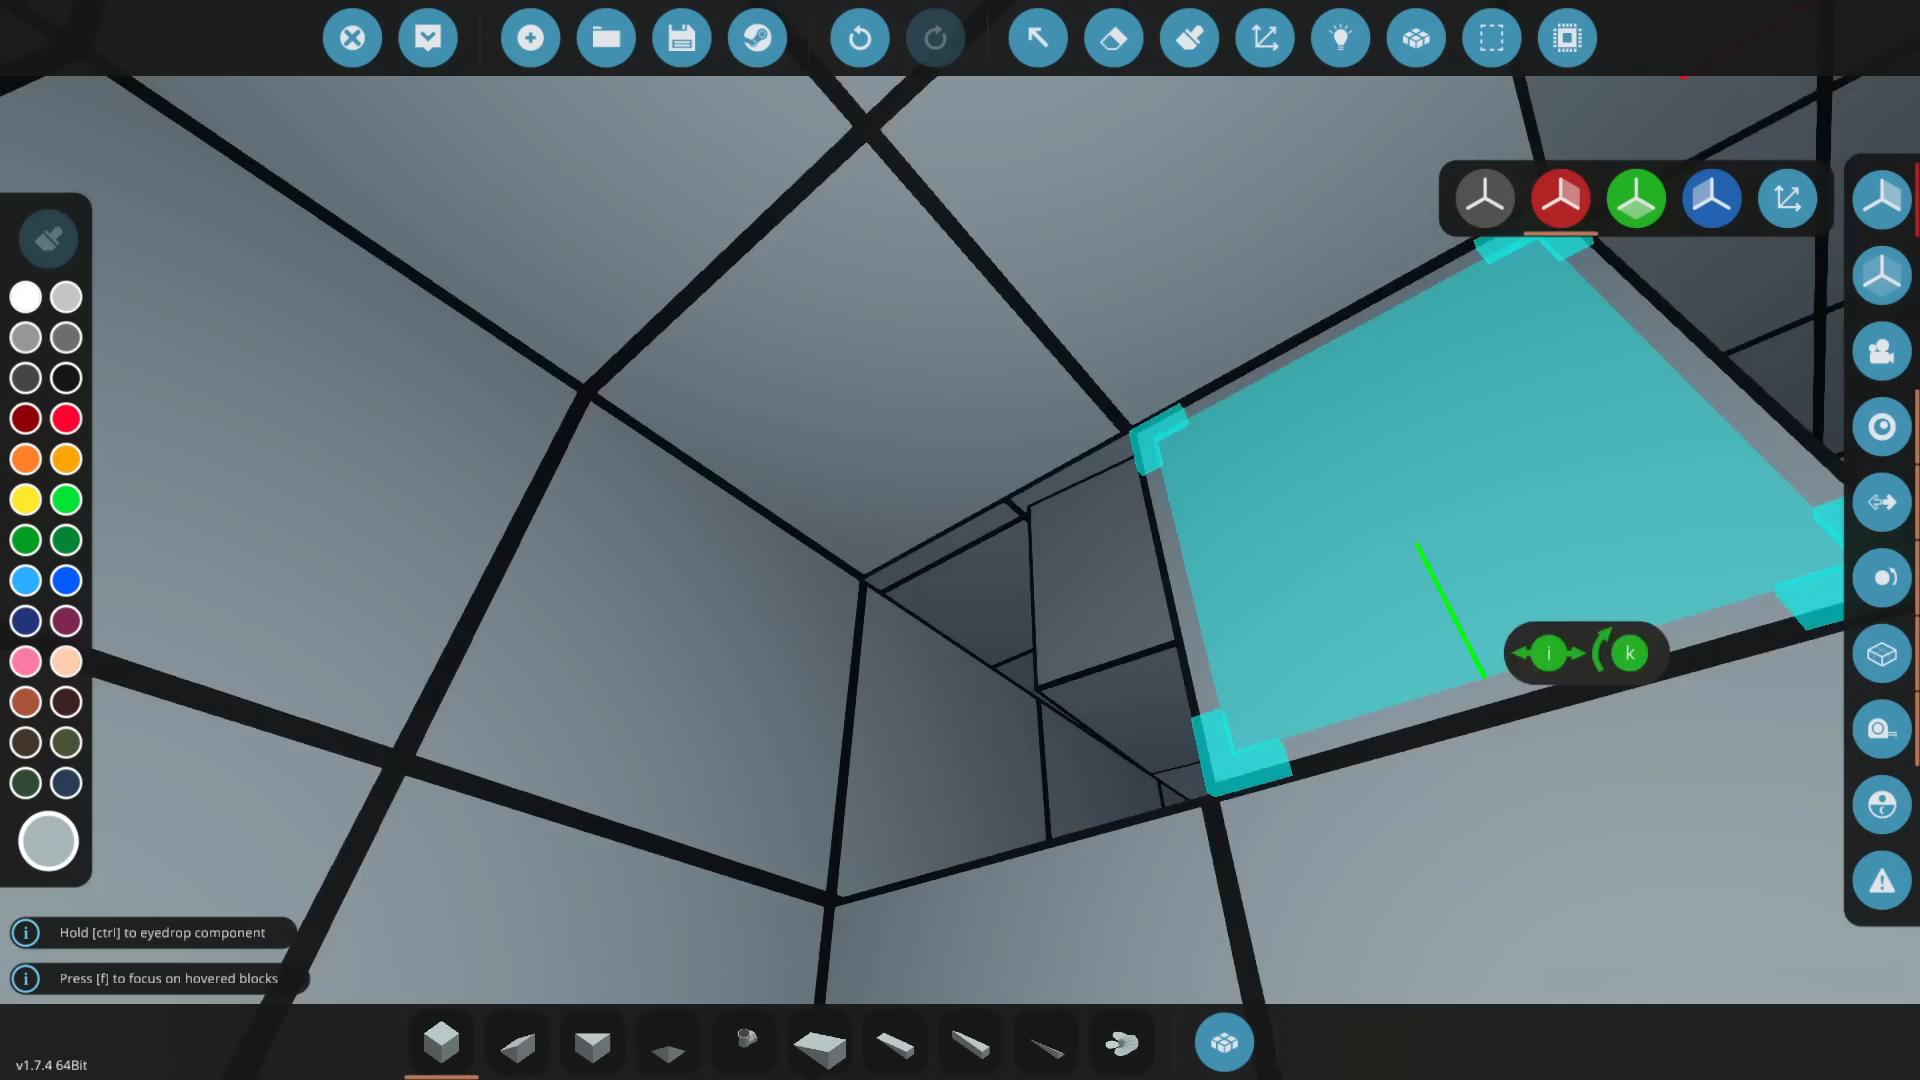 i
k
Hold [ctrl] to eyedrop component
Press [f] to focus on hovered blocks
v1.7.4 64Bit